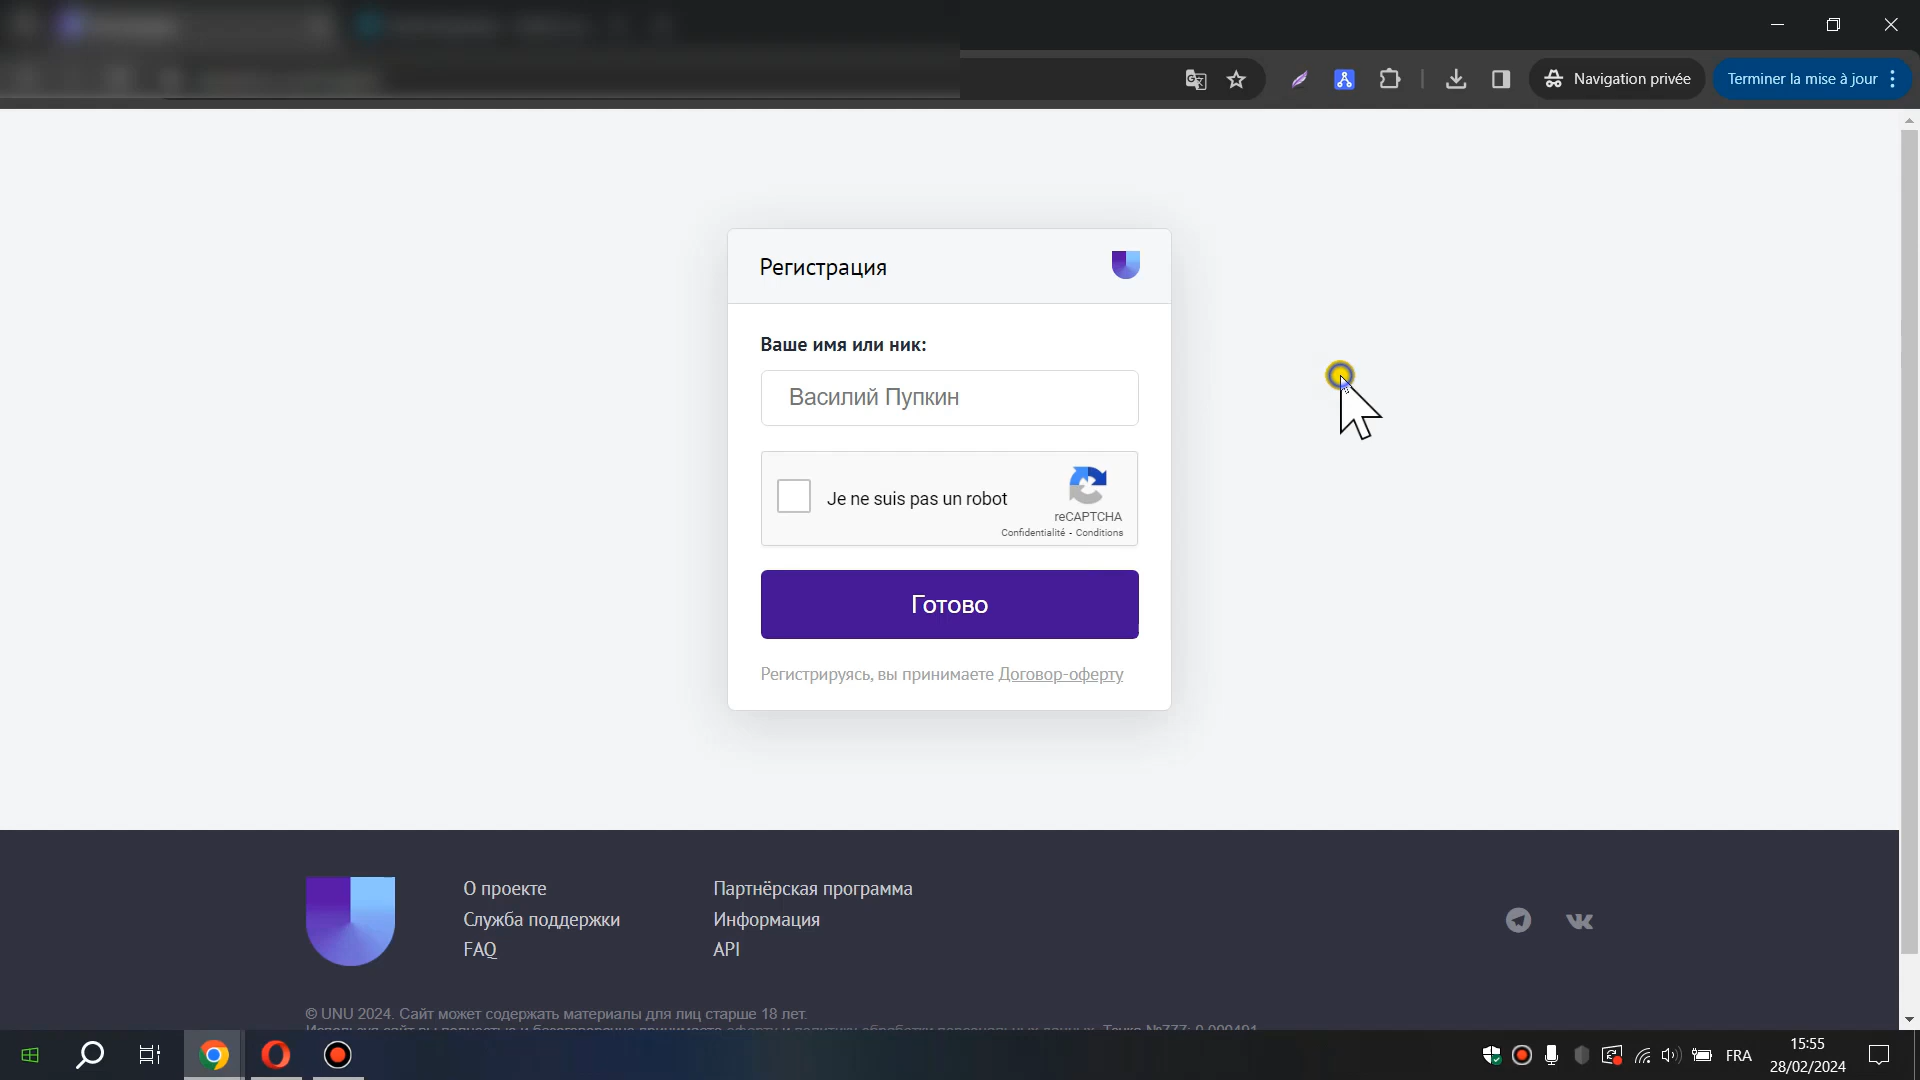 Navigation privée
Terminer la mise à jour
Регистрация
Ваше имя или ник:
Василий Пупкин
Je ne suis pas un robot
reCAPTCHA
Confidentialité - Conditions
Готово
Регистрируясь, вы принимаете Договор-оферту
О проекте
Партнёрская программа
Служба поддержки
Информация
FAQ
API
© UNU 2024. Сайт может содержать материалы для лиц старше 18 лет.
FRA
15:55
28/02/2024